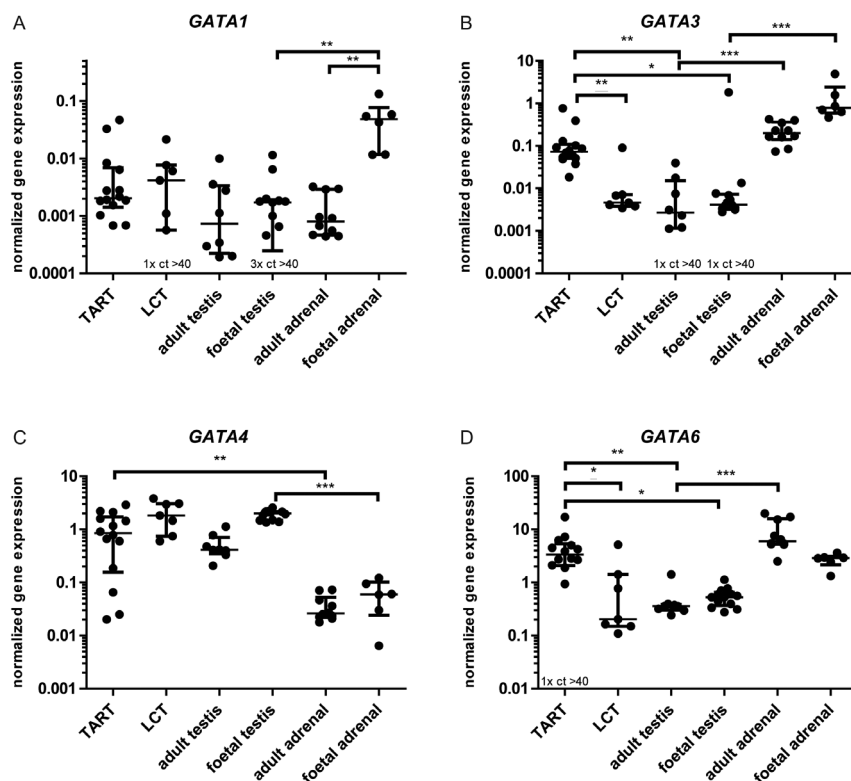 A
GATA1
**
**
normalized gene expression
0.1
0.01
0.001
0.0001
1x ct >40
3x ct >40
TART
LCT
adult testis
foetal testis
adult adrenal
foetal adrenal
B
GATA3
***
**
***
*
**
normalized gene expression
10
1
0.1
0.01
0.001
0.0001
1x ct >40
1x ct >40
TART
LCT
adult testis
foetal testis
adult adrenal
foetal adrenal
C
GATA4
**
***
normalized gene expression
10
1
0.1
0.01
0.001
TART
LCT
adult testis
foetal testis
adult adrenal
foetal adrenal
D
GATA6
**
*
***
*
normalized gene expression
100
10
1
0.1
0.01
1x ct >40
TART
LCT
adult testis
foetal testis
adult adrenal
foetal adrenal